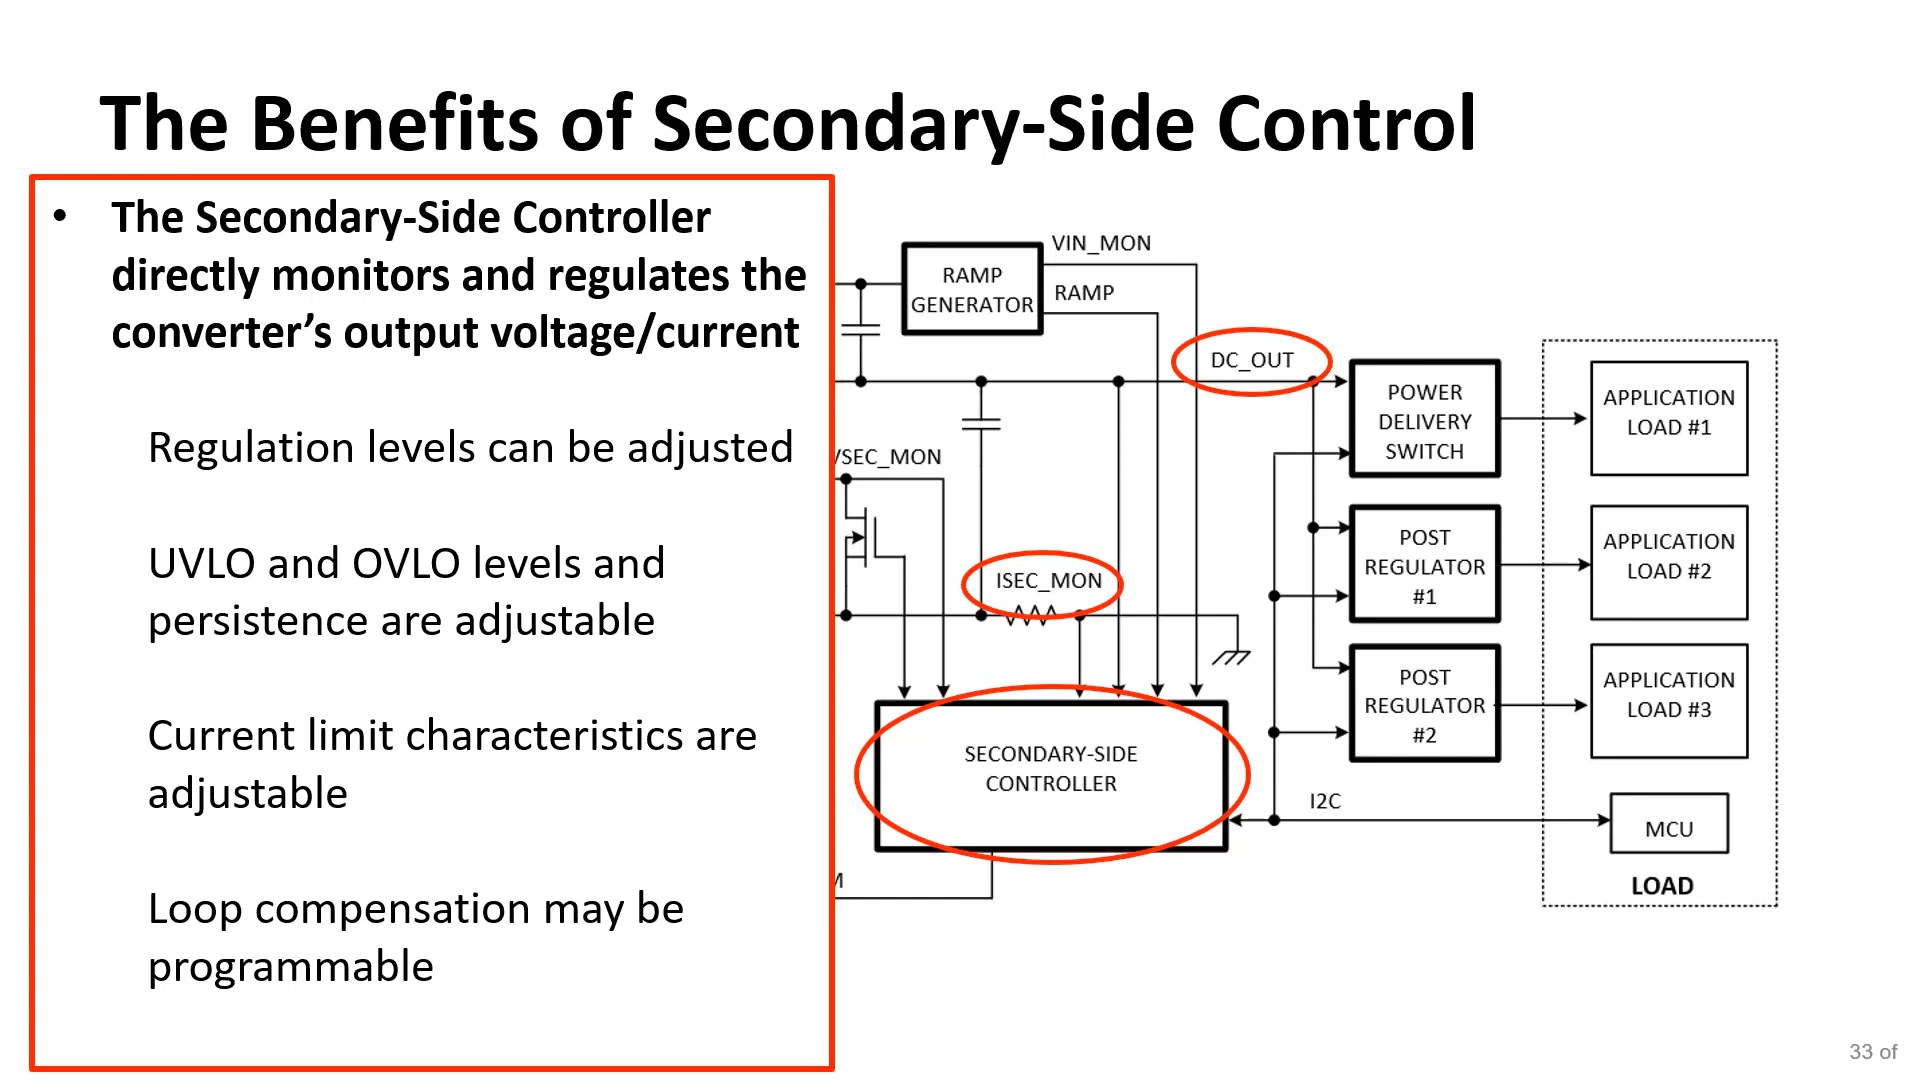 The Benefits of Secondary-Side Control
• The Secondary-Side Controller
directly monitors and regulates the
converter’s output voltage/current
Regulation levels can be adjusted
UVLO and OVLO levels and
persistence are adjustable
Current limit characteristics are
adjustable
Loop compensation may be
programmable
VIN_MON
RAMP
GENERATOR
RAMP
DC_OUT
VSEC_MON
ISEC_MON
SECONDARY-SIDE
CONTROLLER
M
POWER
DELIVERY
SWITCH
POST
REGULATOR
#1
POST
REGULATOR
#2
I2C
APPLICATION
LOAD #1
APPLICATION
LOAD #2
APPLICATION
LOAD #3
MCU
LOAD
33 of